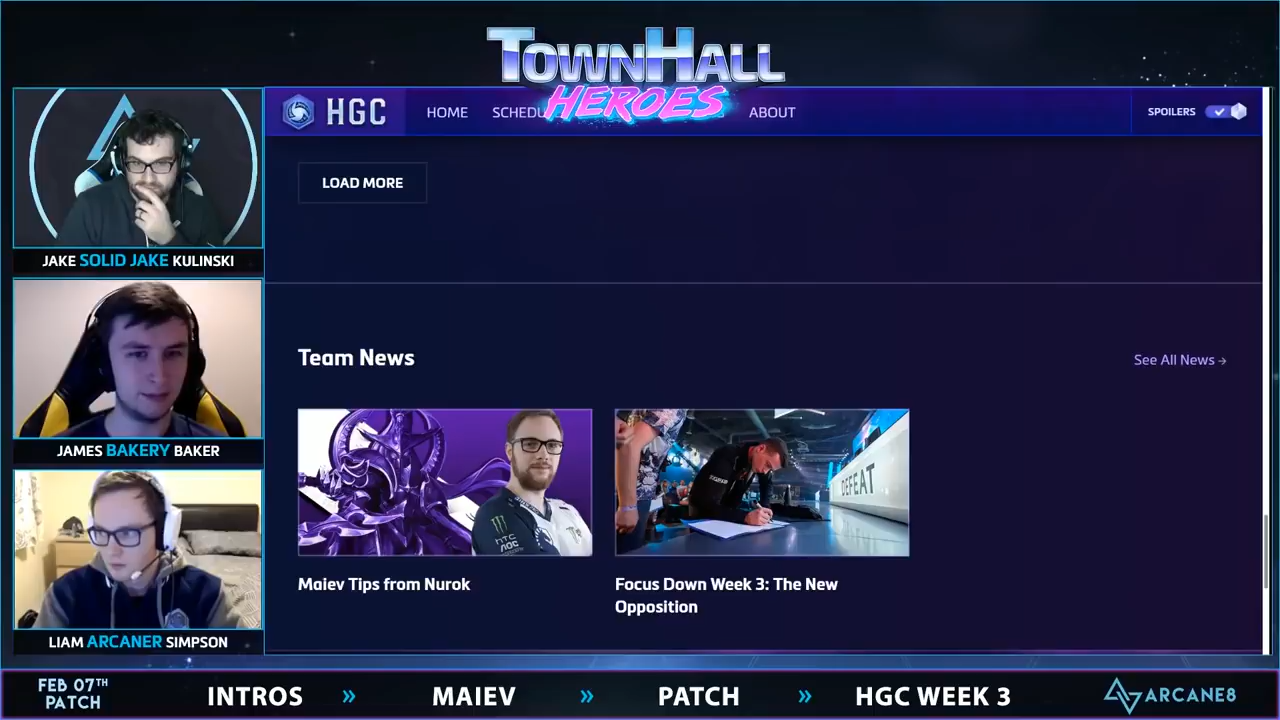 TOWNHALL
HEROES
HGC
HOME
SCHEDU
ABOUT
SPOILERS
LOAD MORE
JAKE SOLID JAKE KULINSKI
Team News
See All News →
JAMES BAKERY BAKER
DEFEAT
Maiev Tips from Nurok
Focus Down Week 3: The New
Opposition
LIAM ARCANER SIMPSON
FEB 07TH
PATCH
INTROS » MAIEV » PATCH » HGC WEEK 3
ARCANE8